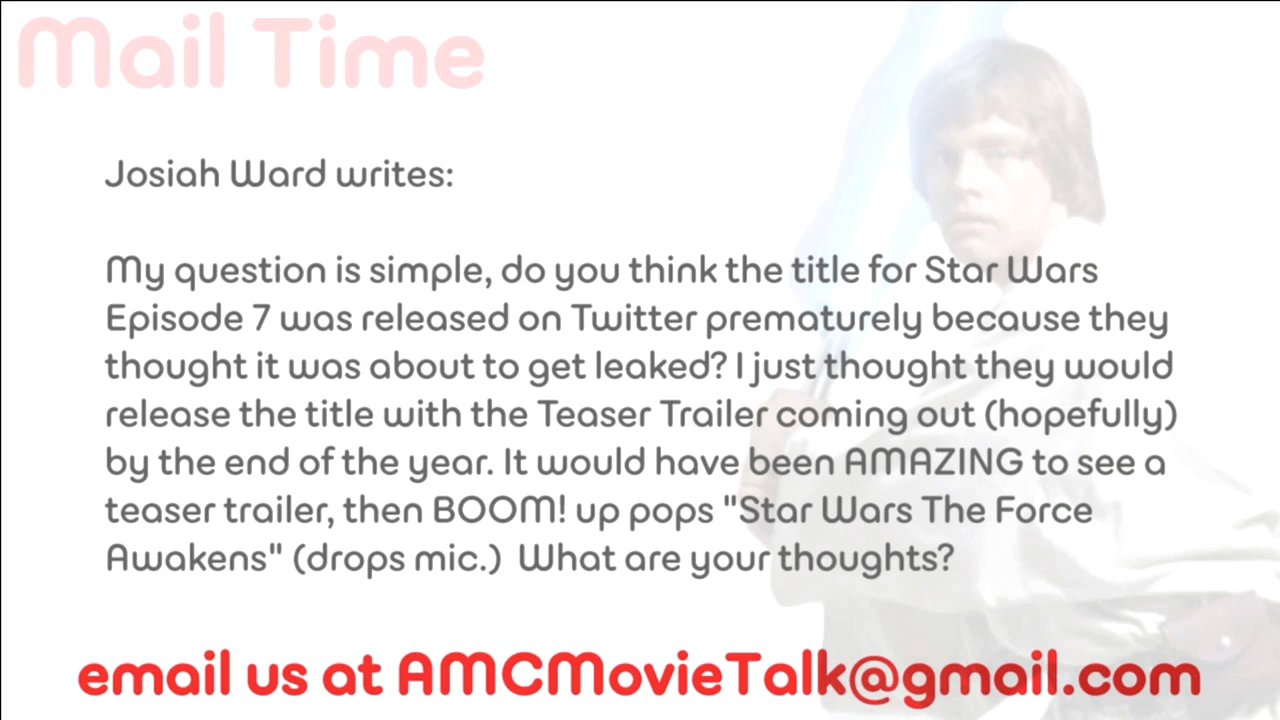 Mail Time
Josiah Ward writes:
My question is simple, do you think the title for Star Wars
Episode 7 was released on Twitter prematurely because they
thought it was about to get leaked? I just thought they would
release the title with the Teaser Trailer coming out (hopefully)
by the end of the year. It would have been AMAZING to see a
teaser trailer, then BOOM! up pops "Star Wars The Force
Awakens" (drops mic.)  What are your thoughts?
email us at AMCMovieTalk@gmail.com